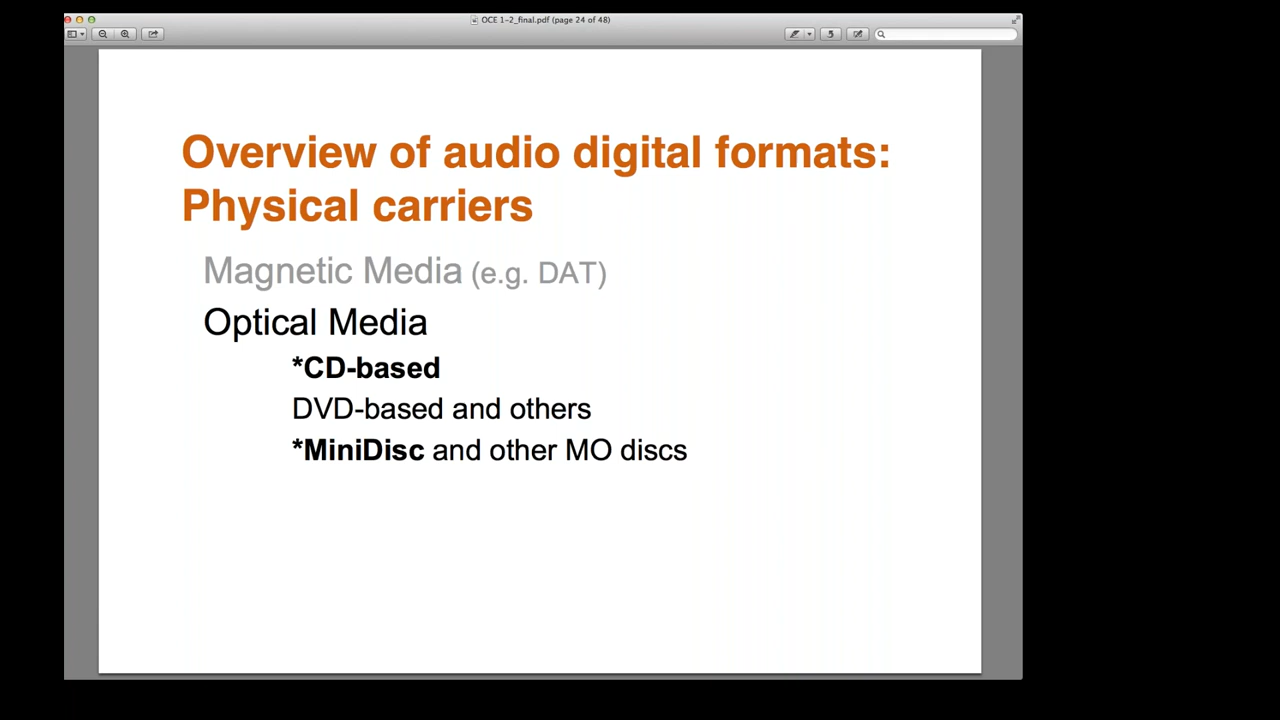 OCE 1-2_final.pdf (page 24 of 48)
Overview of audio digital formats:
Physical carriers
Magnetic Media (e.g. DAT)
Optical Media
*CD-based
DVD-based and others
*MiniDisc and other MO discs